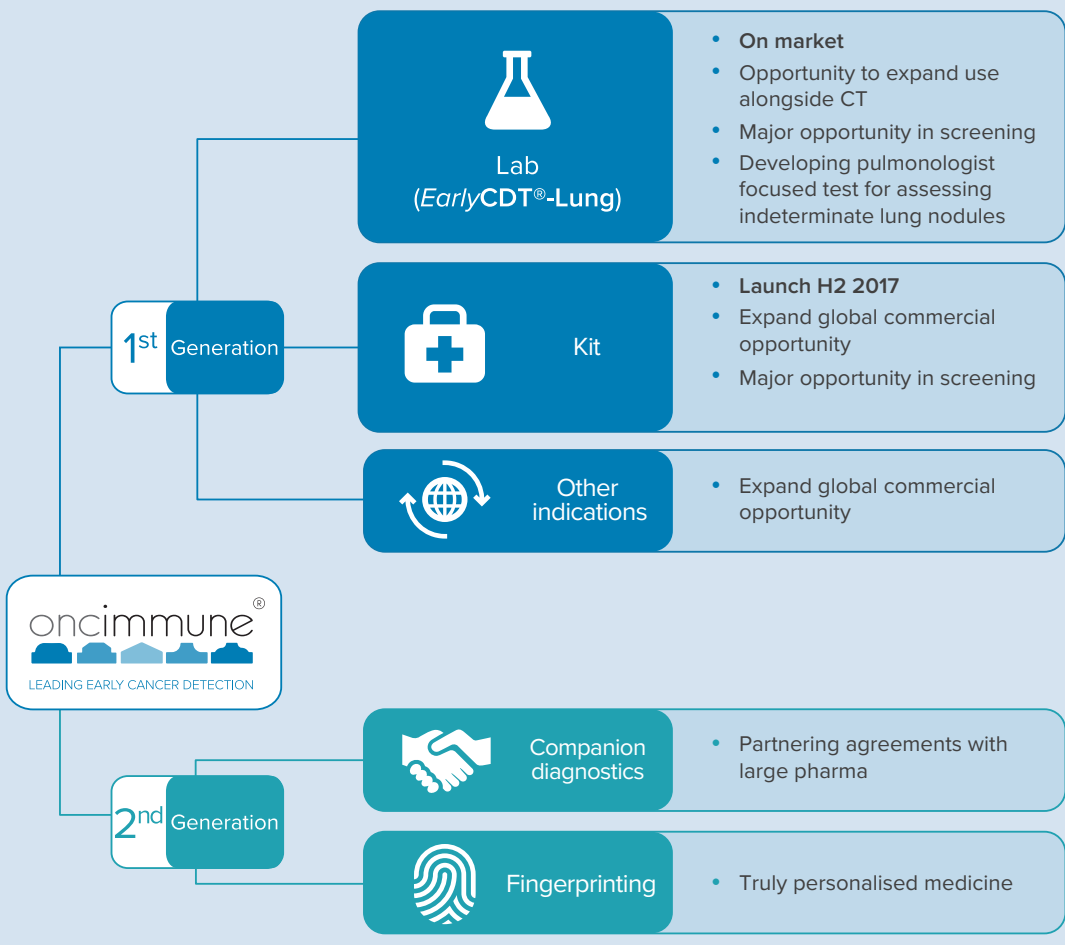 Lab
(EarlyCDT®-Lung)
• On market
• Opportunity to expand use
alongside CT
• Major opportunity in screening
• Developing pulmonologist
focused test for assessing
indeterminate lung nodules
1st Generation
Kit
• Launch H2 2017
• Expand global commercial
opportunity
• Major opportunity in screening
Other
indications
• Expand global commercial
opportunity
oncimmune®
LEADING EARLY CANCER DETECTION
2nd Generation
Companion
diagnostics
• Partnering agreements with
large pharma
Fingerprinting
• Truly personalised medicine